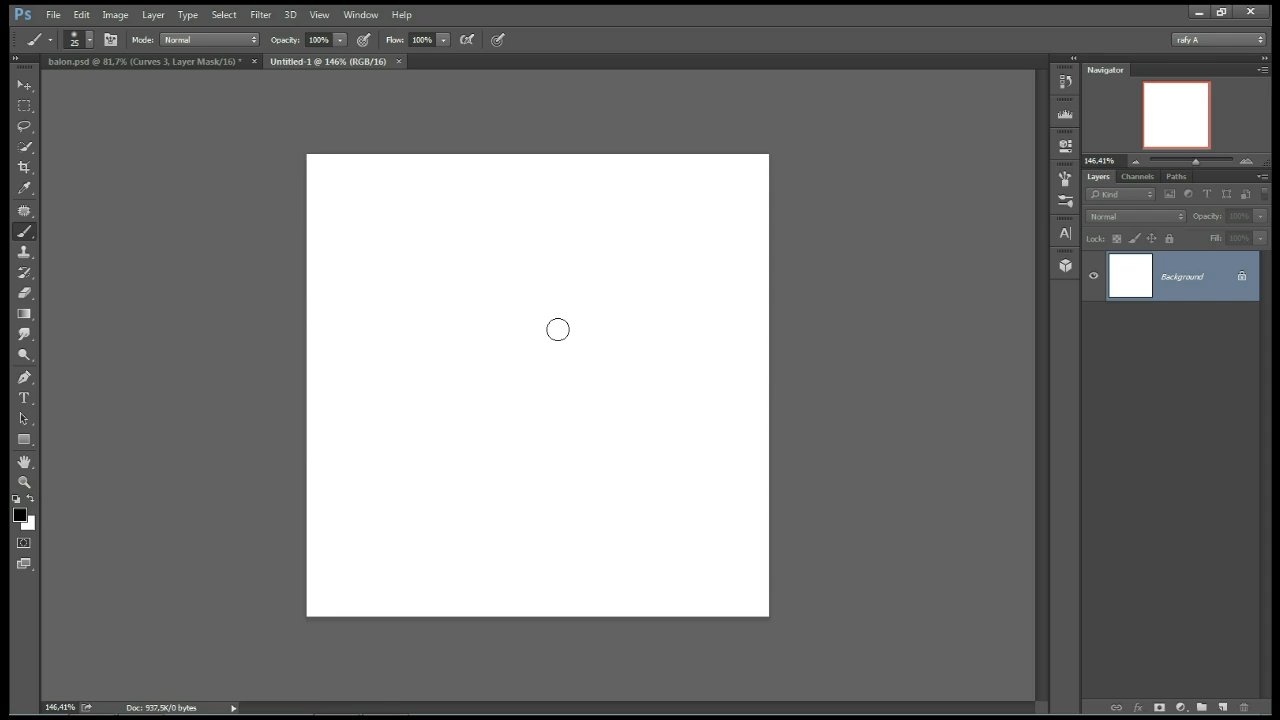 Ps File Edit Image Layer Type Select Filter 3D View Window Help
25 Mode: Normal Opacity: 100% Flow: 100% rafy A
balon.psd @ 81,7% (Curves 3, Layer Mask/16) * × Untitled-1 @ 146% (RGB/16) ×
Navigator
146,41%
Layers Channels Paths
Kind T
Normal Opacity: 100%
Lock: Fill: 100%
Background
A
T
146,41% Doc: 937,5K/0 bytes fx